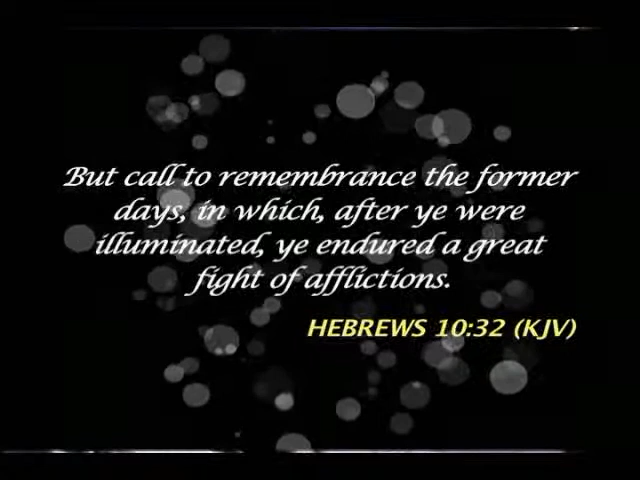 But call to remembrance the former
days, in which, after ye were
illuminated, ye endured a great
fight of afflictions.
HEBREWS 10:32 (KJV)